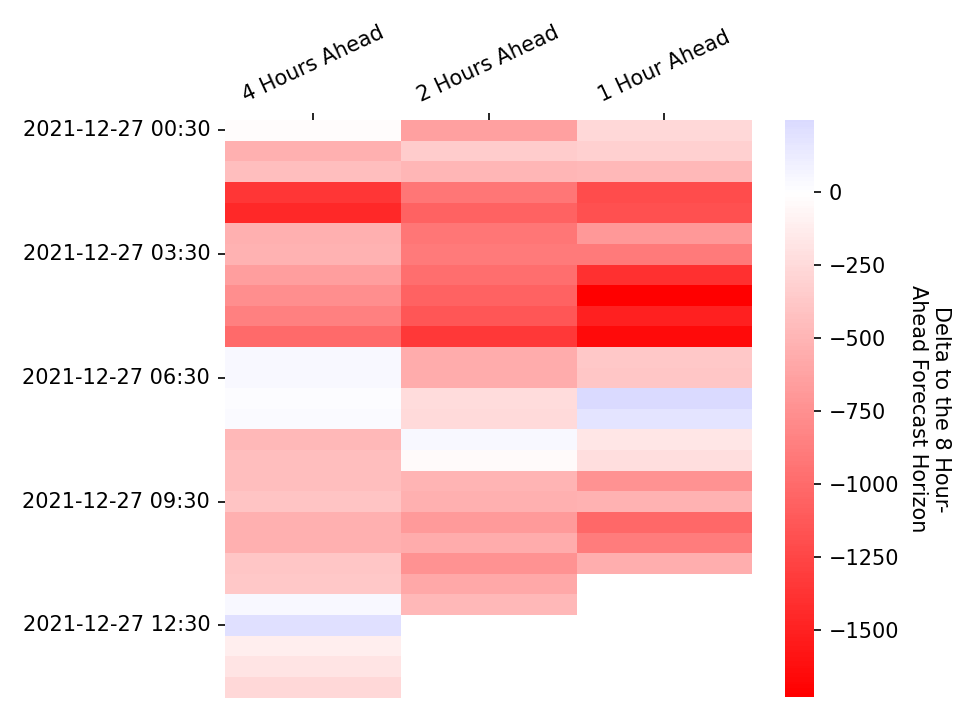 4 Hours Ahead
2 Hours Ahead
1 Hour Ahead
2021-12-27 00:30
2021-12-27 03:30
2021-12-27 06:30
2021-12-27 09:30
2021-12-27 12:30
0
−250
−500
−750
−1000
−1250
−1500
Delta to the 8 Hour-
Ahead Forecast Horizon